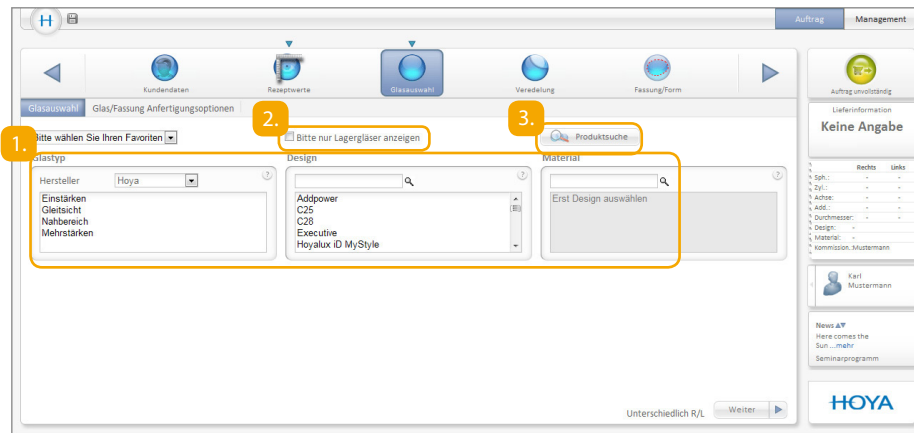 H
Auftrag Management
Kundendaten Rezeptwerte Glasauswahl Veredelung Fassung/Form
Auftrag unvollständig
Glasauswahl Glas/Fassung Anfertigungsoptionen
Lieferinformation
Keine Angabe
1.
2.
3.
Bitte wählen Sie Ihren Favoriten
Bitte nur Lagergläser anzeigen
Produktsuche
Glastyp
Hersteller Hoya
Einstärken
Gleitsicht
Nahbereich
Mehrstärken
Design
Addpower
C25
C28
Executive
Hoyalux iD MyStyle
Material
Erst Design auswählen
Rechts Links
Sph.: - -
Zyl.: - -
Achse: - -
Add.: - -
Durchmesser: - -
Design: -
Material: -
Kommission.:Mustermann
Karl
Mustermann
News
Here comes the
Sun ...mehr
Seminarprogramm
Unterschiedlich R/L Weiter
HOYA